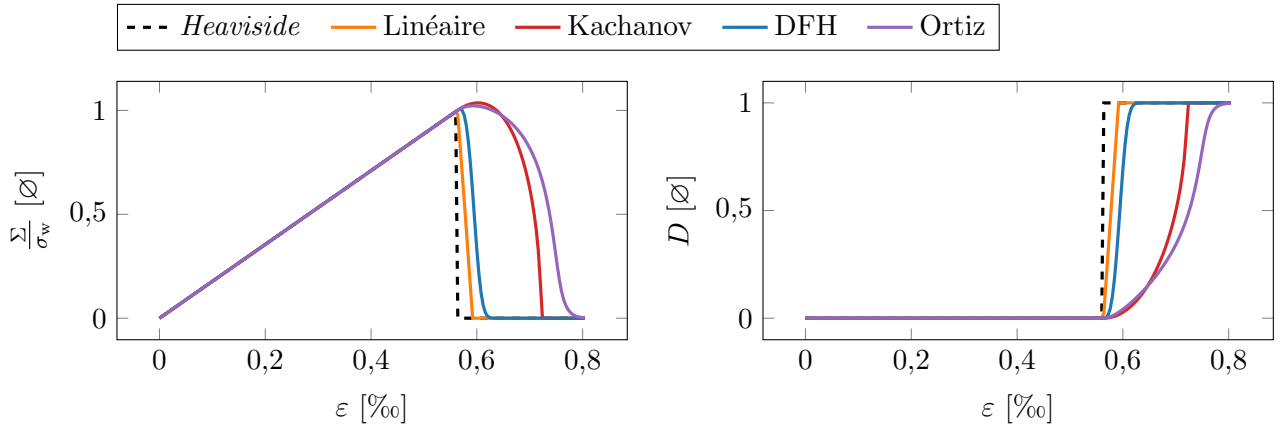 Heaviside Linéaire Kachanov DFH Ortiz
1
0,5
0
Σ/σw [∅]
0 0,2 0,4 0,6 0,8
ε [‰]
1
0,5
0
D [∅]
0 0,2 0,4 0,6 0,8
ε [‰]